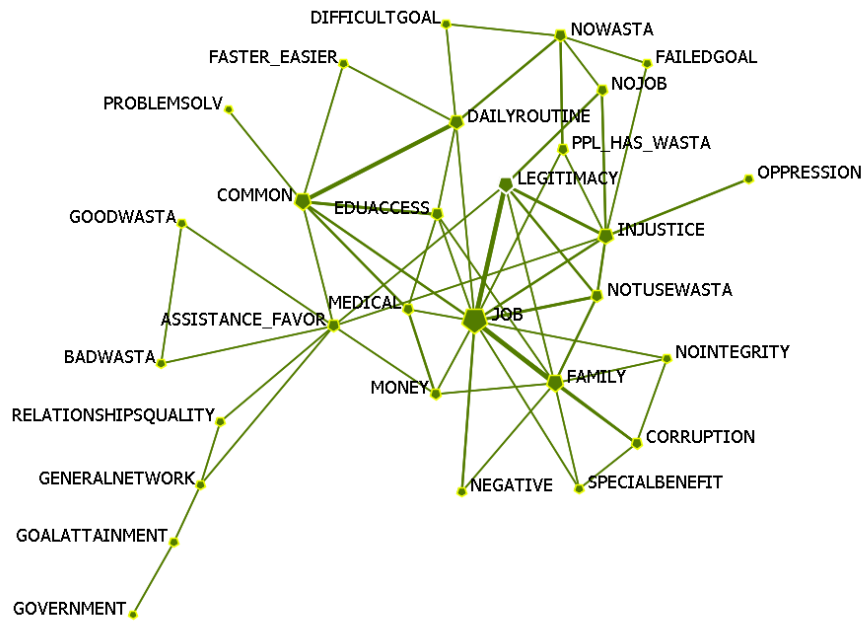 DIFFICULTGOAL
NOWASTA
FASTER_EASIER
FAILEDGOAL
NOJOB
PROBLEMSOLV
DAILYROUTINE
PPL_HAS_WASTA
OPPRESSION
LEGITIMACY
COMMON
EDUACCESS
GOODWASTA
INJUSTICE
NOTUSEWASTA
MEDICAL
JOB
ASSISTANCE_FAVOR
NOINTEGRITY
BADWASTA
FAMILY
MONEY
RELATIONSHIPSQUALITY
CORRUPTION
GENERALNETWORK
NEGATIVE
SPECIALBENEFIT
GOALATTAINMENT
GOVERNMENT